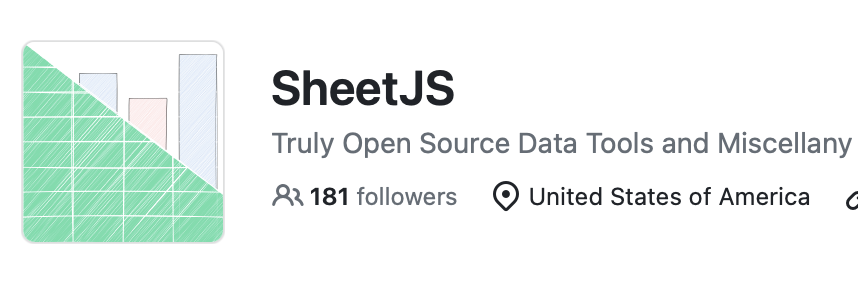 SheetJS
Truly Open Source Data Tools and Miscellany
181 followers United States of America